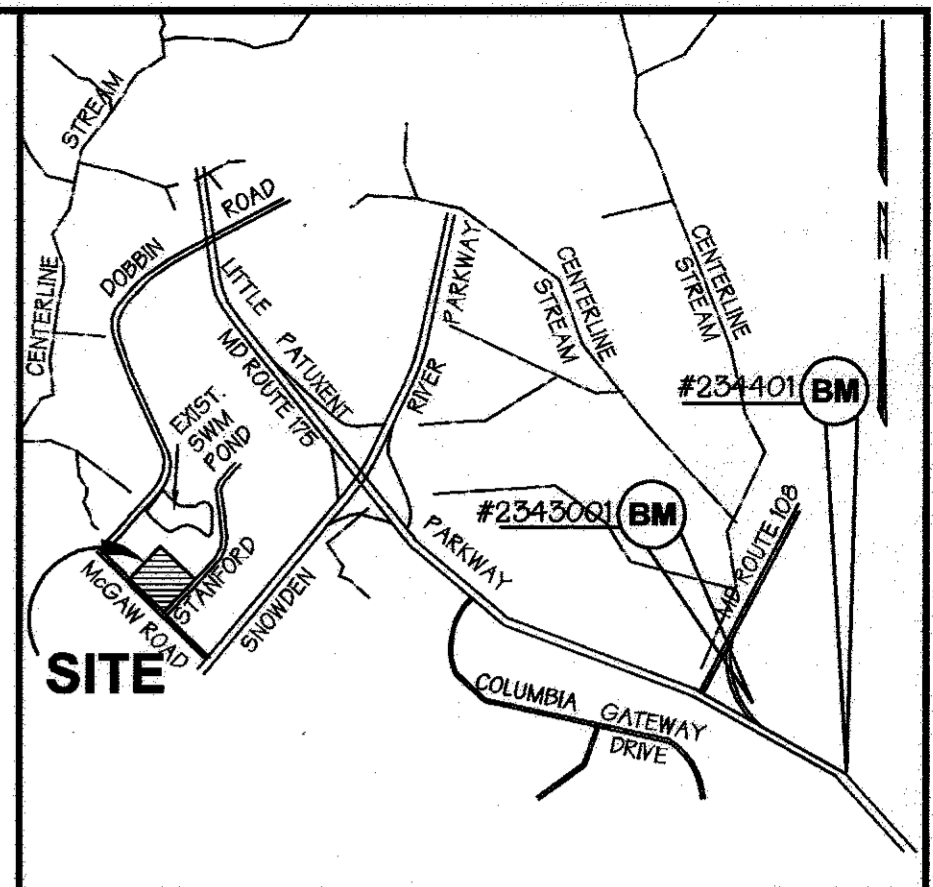 STREAM
CENTERLINE
DOBBIN ROAD
LITTLE PATUXENT PARKWAY
MD ROUTE 175
SNOWDEN RIVER PARKWAY
CENTERLINE
STREAM
CENTERLINE
STREAM
N
#234401 BM
EXIST.
SWM
POND
#2343001 BM
MD ROUTE 108
STANFORD
McGAW ROAD
SITE
COLUMBIA GATEWAY
DRIVE